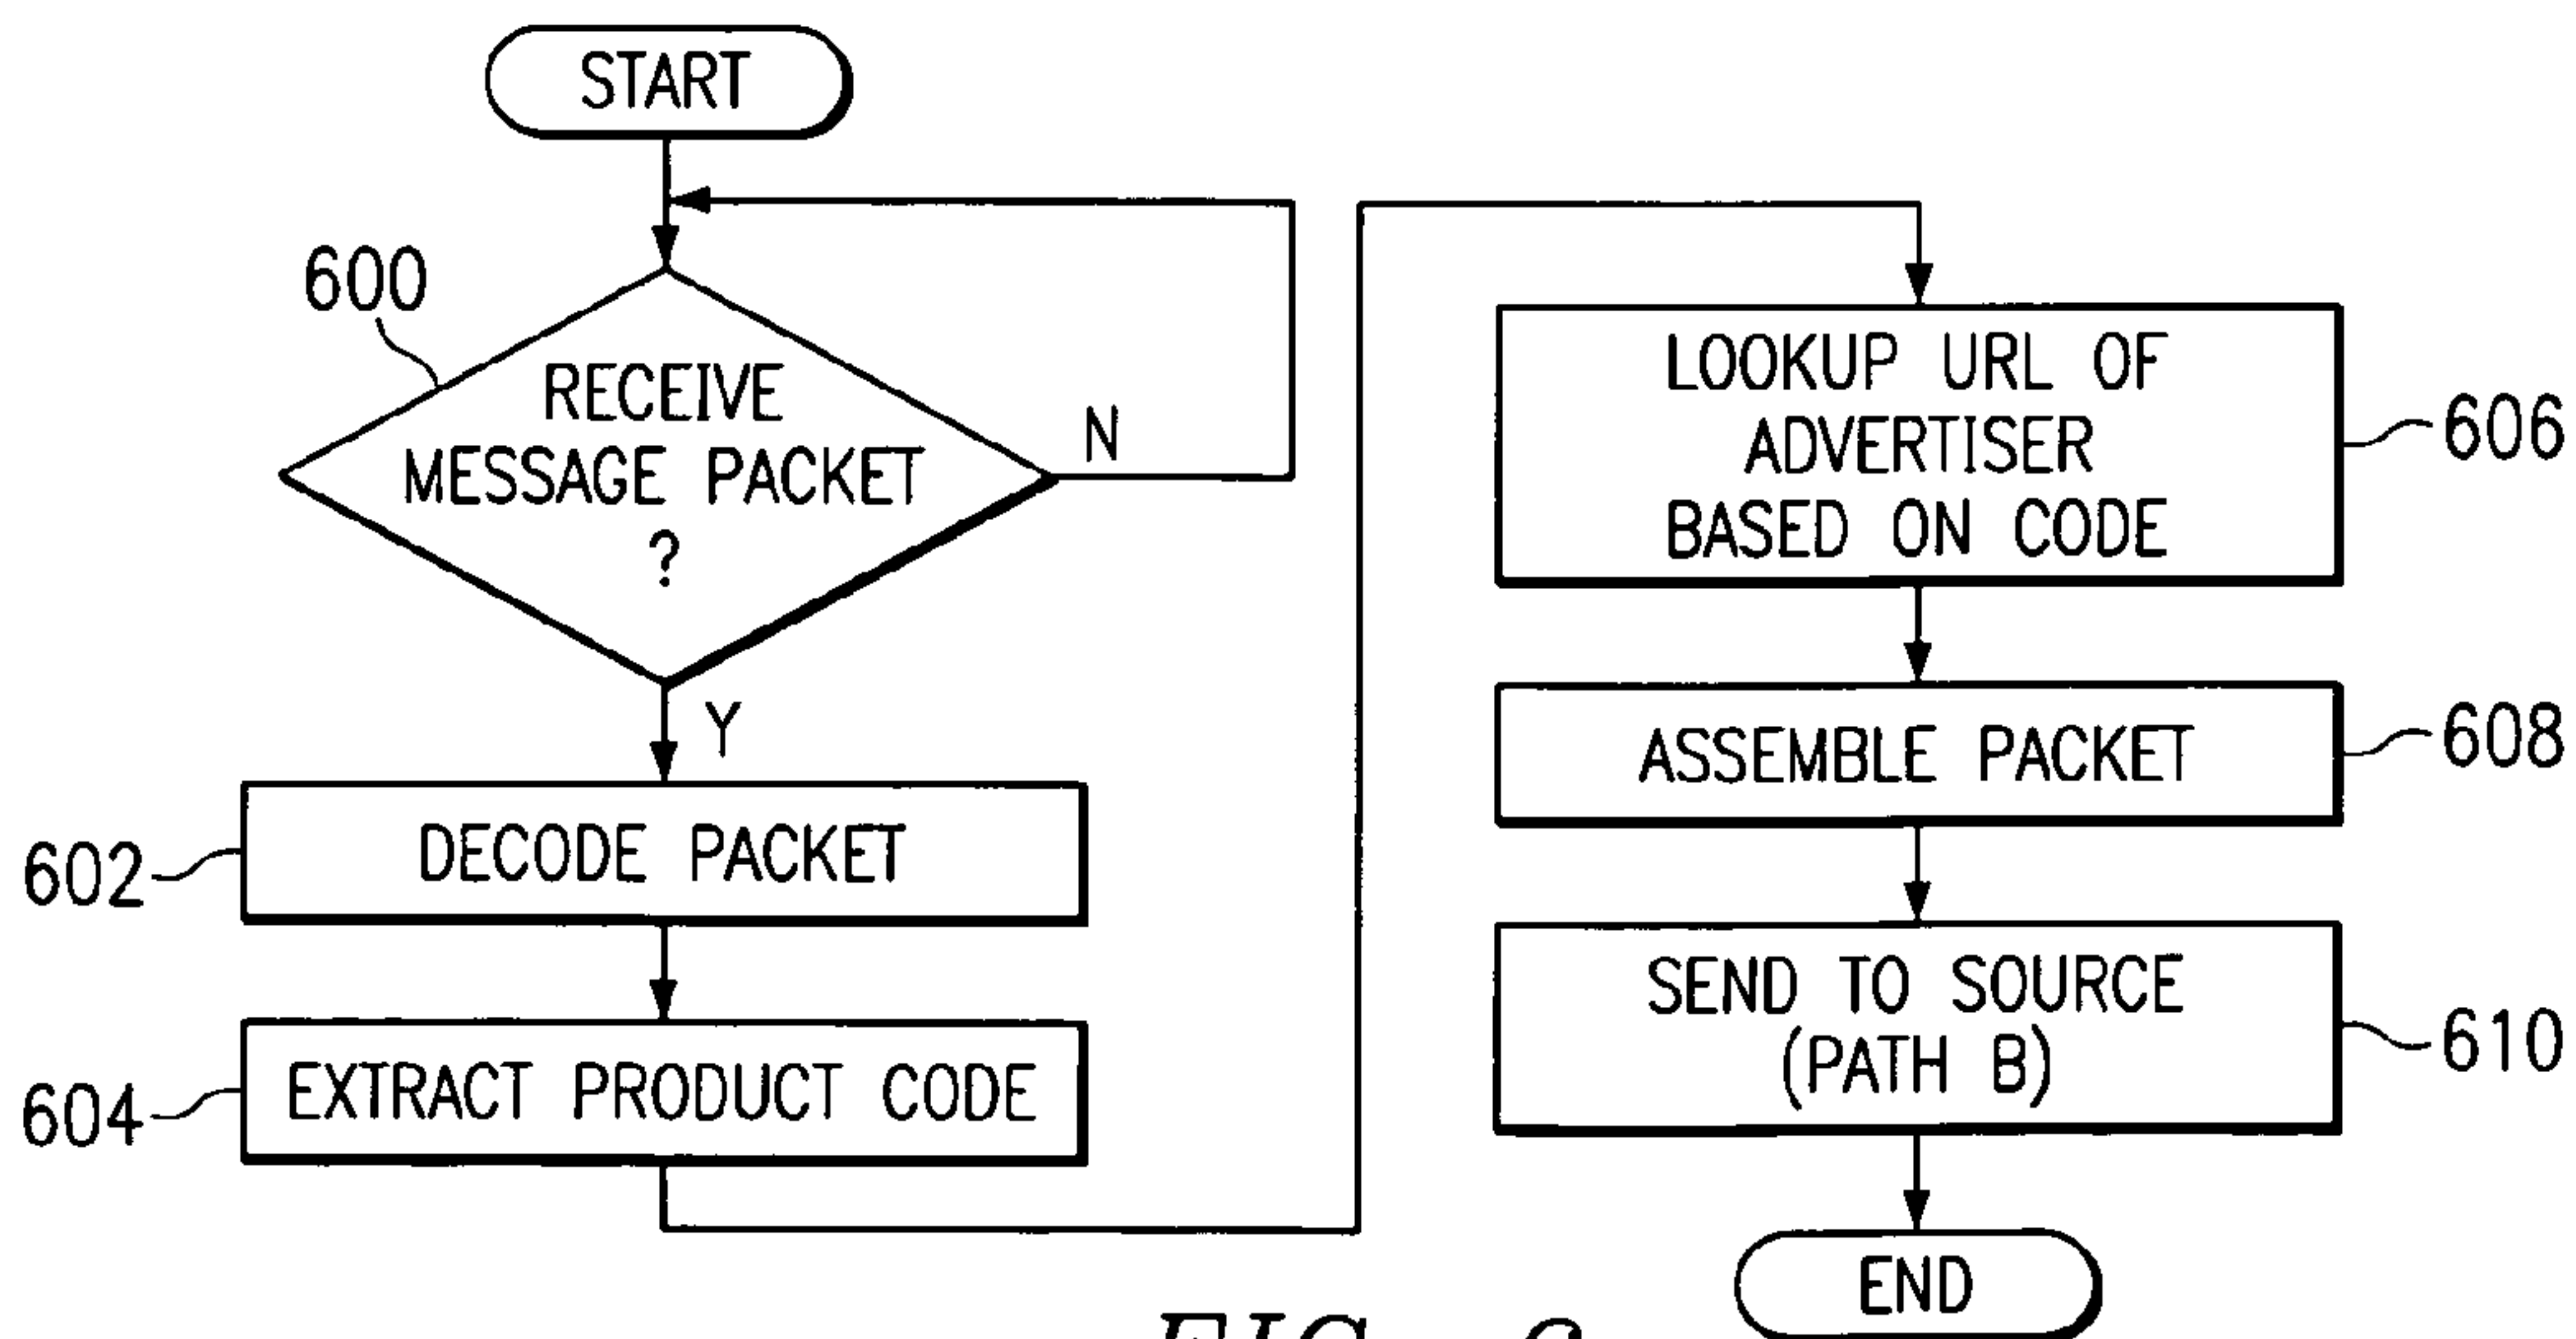 START
600
RECEIVE
MESSAGE PACKET
?
N
Y
602
DECODE PACKET
604
EXTRACT PRODUCT CODE
LOOKUP URL OF
ADVERTISER
BASED ON CODE
606
ASSEMBLE PACKET
608
SEND TO SOURCE
(PATH B)
610
END